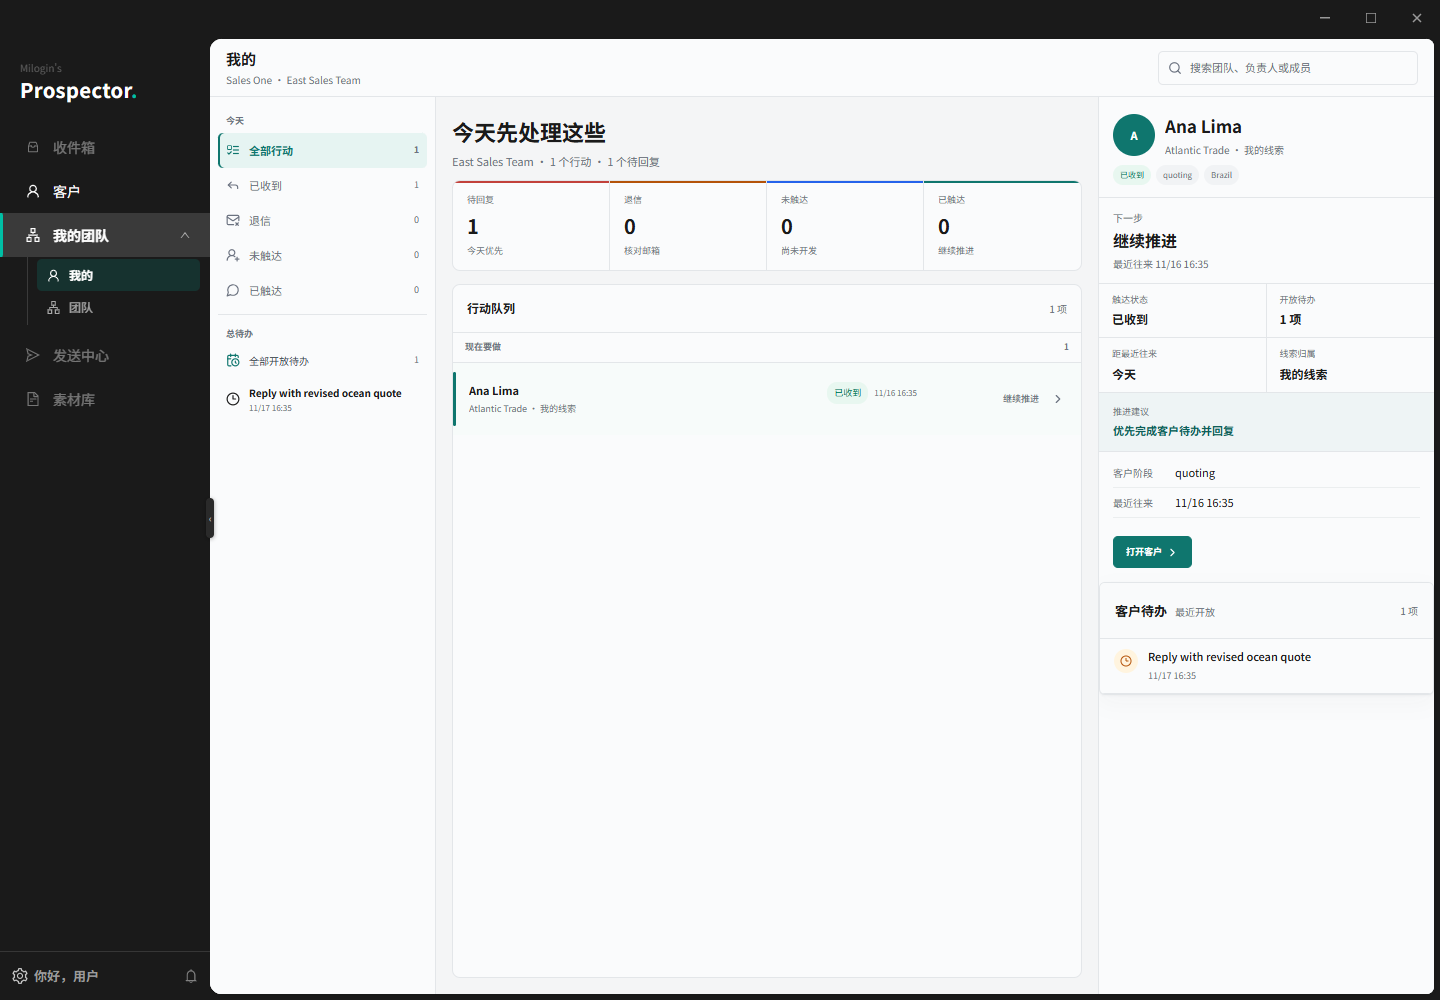 Milogin's
Prospector.
收件箱
客户
我的团队
我的
团队
发送中心
素材库
你好，用户
我的
Sales One • East Sales Team
搜索团队、负责人或成员
今天
全部行动 1
已收到 1
退信 0
未触达 0
已触达 0
总待办
全部开放待办 1
Reply with revised ocean quote
11/17 16:35
今天先处理这些
East Sales Team • 1 个行动 • 1 个待回复
待回复
1
今天优先
退信
0
核对邮箱
未触达
0
尚未开发
已触达
0
继续推进
行动队列 1 项
现在要做 1
Ana Lima
Atlantic Trade • 我的线索
已收到 11/16 16:35
继续推进
A
Ana Lima
Atlantic Trade • 我的线索
已收到 quoting Brazil
下一步
继续推进
最近往来 11/16 16:35
触达状态
已收到
开放待办
1 项
距最近往来
今天
线索归属
我的线索
推进建议
优先完成客户待办并回复
客户阶段 quoting
最近往来 11/16 16:35
打开客户
客户待办 最近开放 1 项
Reply with revised ocean quote
11/17 16:35